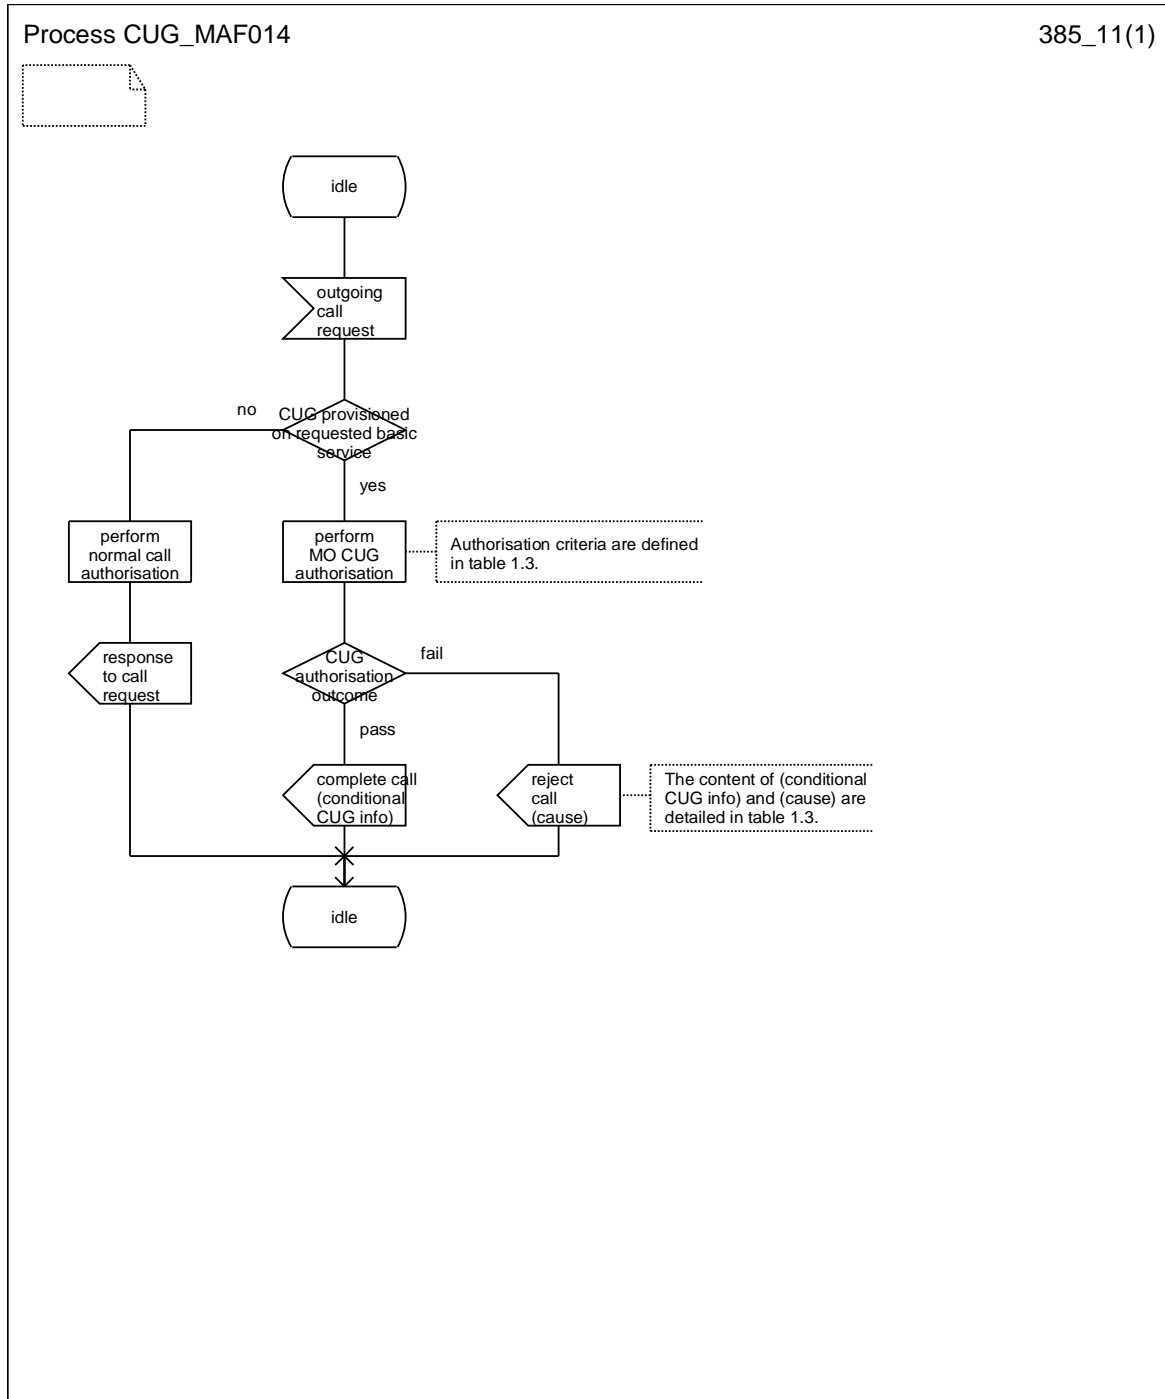 Process CUG_MAF014
385_11(1)
idle
outgoing
call
request
no
CUG provisioned
on requested basic
service
yes
perform
normal call
authorisation
perform
MO CUG
authorisation
Authorisation criteria are defined
in table 1.3.
response
to call
request
CUG
authorisation
outcome
fail
pass
complete call
(conditional
CUG info)
reject
call
(cause)
The content of (conditional
CUG info) and (cause) are
detailed in table 1.3.
idle